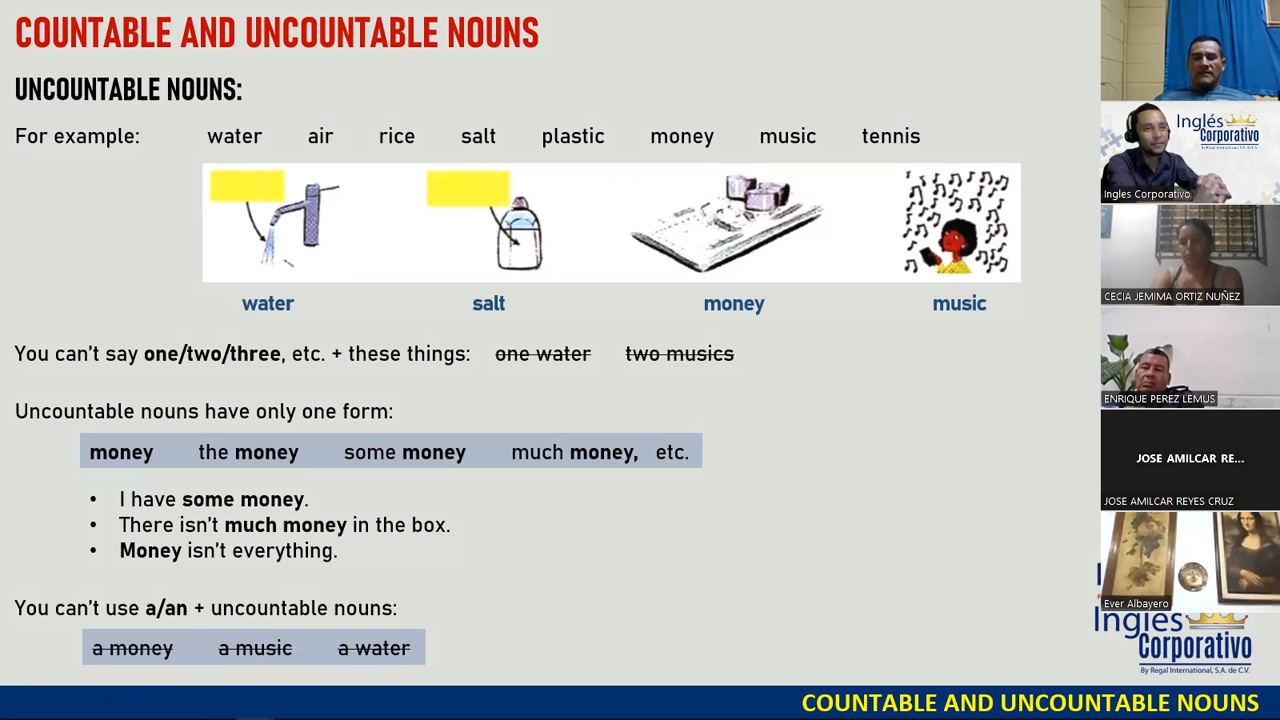 COUNTABLE AND UNCOUNTABLE NOUNS
UNCOUNTABLE NOUNS:
For example: water air rice salt plastic money music tennis
water salt money music
You can't say one/two/three, etc. + these things: one water two musics
Uncountable nouns have only one form:
money the money some money much money, etc.
• I have some money.
• There isn't much money in the box.
• Money isn't everything.
You can't use a/an + uncountable nouns:
a money a music a water
COUNTABLE AND UNCOUNTABLE NOUNS
Inglés
Corporativo
Ingles Corporativo
CECIA JEMIMA ORTIZ NUÑEZ
ENRIQUE PEREZ LEMUS
JOSE AMILCAR RE...
JOSE AMILCAR REYES CRUZ
Ever Albayero
Inglés
Corporativo
By Regal International, S.A. de C.V.